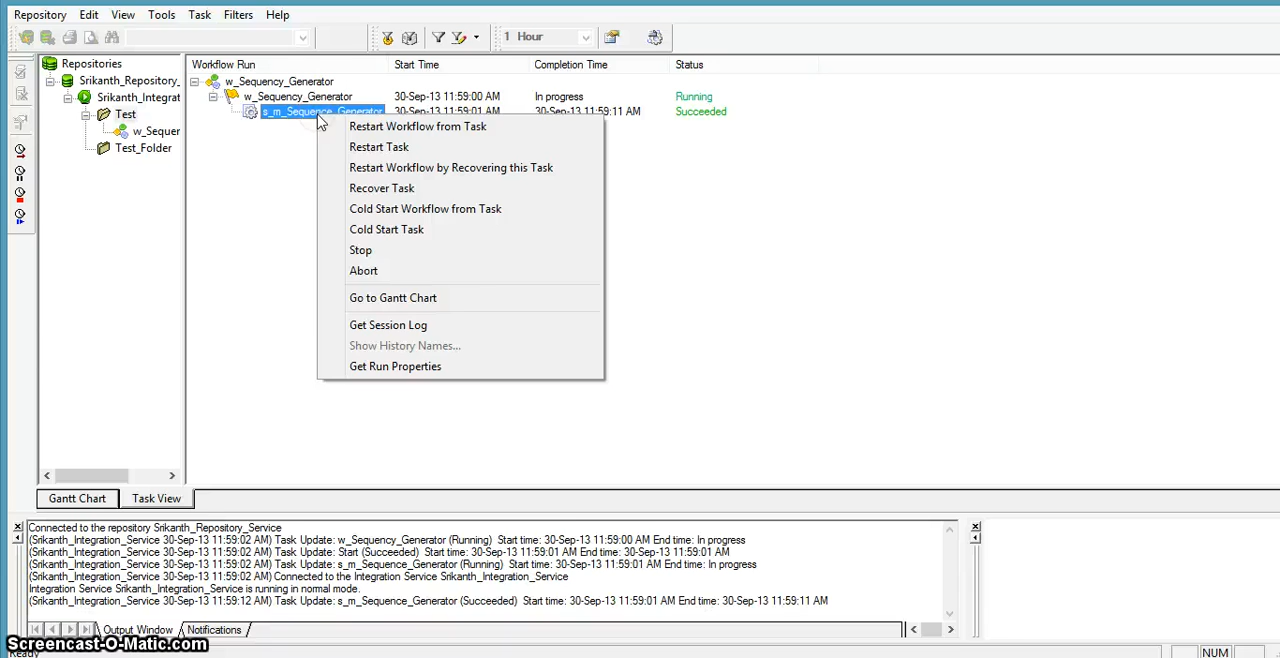 Repository Edit View Tools Task Filters Help
1 Hour
Repositories
Srikanth_Repository_
Srikanth_Integrat
Test
w_Sequer
Test_Folder
Workflow Run Start Time Completion Time Status
w_Sequency_Generator
w_Sequency_Generator 30-Sep-13 11:59:00 AM In progress Running
s_m_Sequence_Generator 30-Sep-13 11:59:01 AM 30-Sep-13 11:59:11 AM Succeeded
Restart Workflow from Task
Restart Task
Restart Workflow by Recovering this Task
Recover Task
Cold Start Workflow from Task
Cold Start Task
Stop
Abort
Go to Gantt Chart
Get Session Log
Show History Names...
Get Run Properties
Gantt Chart Task View
Connected to the repository Srikanth_Repository_Service
(Srikanth_Integration_Service 30-Sep-13 11:59:02 AM) Task Update: w_Sequency_Generator (Running) Start time: 30-Sep-13 11:59:00 AM End time: In progress
(Srikanth_Integration_Service 30-Sep-13 11:59:02 AM) Task Update: Start (Succeeded) Start time: 30-Sep-13 11:59:01 AM End time: 30-Sep-13 11:59:01 AM
(Srikanth_Integration_Service 30-Sep-13 11:59:02 AM) Task Update: s_m_Sequence_Generator (Running) Start time: 30-Sep-13 11:59:01 AM End time: In progress
(Srikanth_Integration_Service 30-Sep-13 11:59:02 AM) Connected to the Integration Service Srikanth_Integration_Service
Integration Service Srikanth_Integration_Service is running in normal mode.
(Srikanth_Integration_Service 30-Sep-13 11:59:12 AM) Task Update: s_m_Sequence_Generator (Succeeded) Start time: 30-Sep-13 11:59:01 AM End time: 30-Sep-13 11:59:11 AM
Output Window Notifications
Screencast-O-Matic.com
Ready NUM